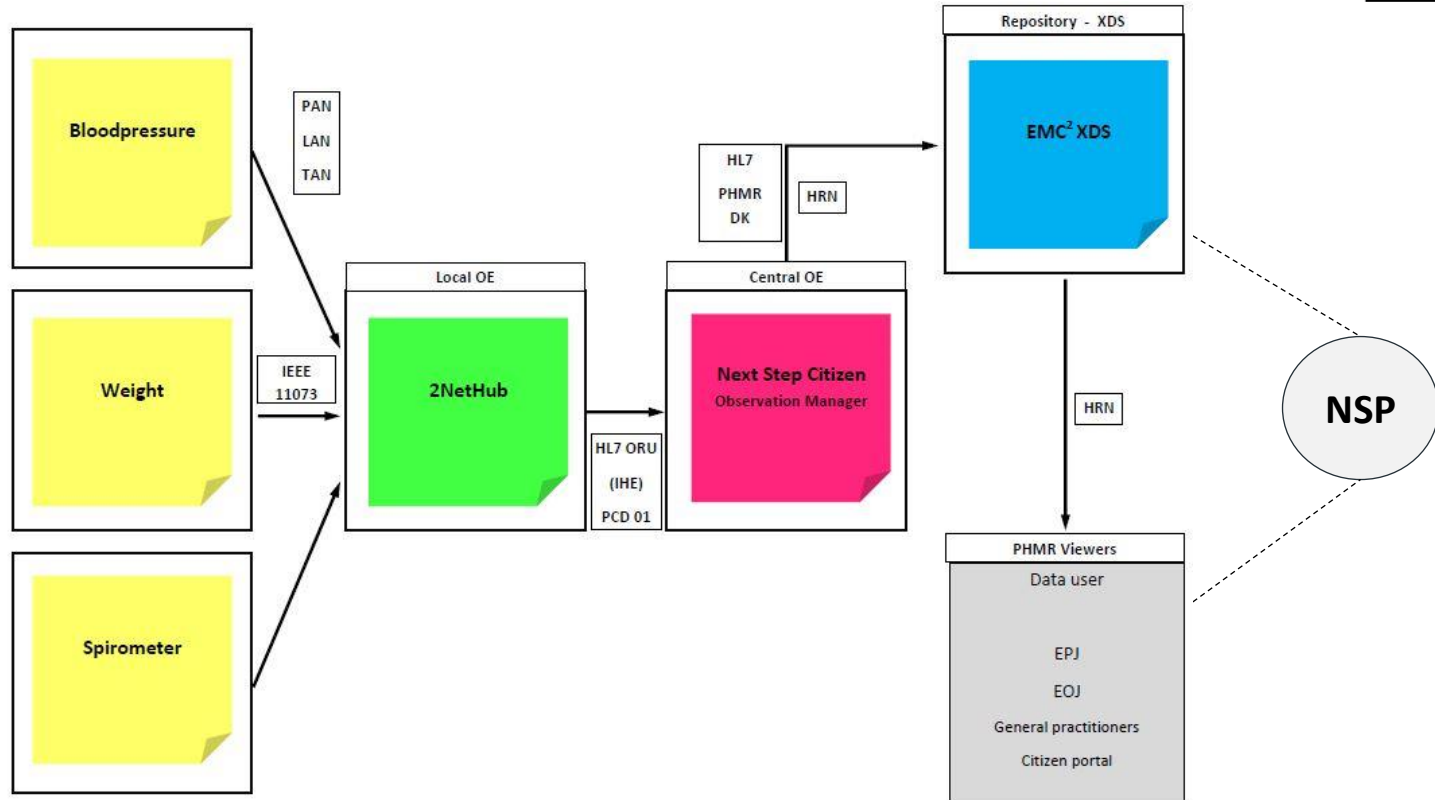 Bloodpressure
Weight
Spirometer
PAN
LAN
TAN
IEEE
11073
Local OE
2NetHub
HL7 ORU
(IHE)
PCD 01
Central OE
Next Step Citizen
Observation Manager
HL7
PHMR
DK
HRN
Repository - XDS
EMC² XDS
HRN
PHMR Viewers
Data user
EPJ
EOJ
General practitioners
Citizen portal
NSP